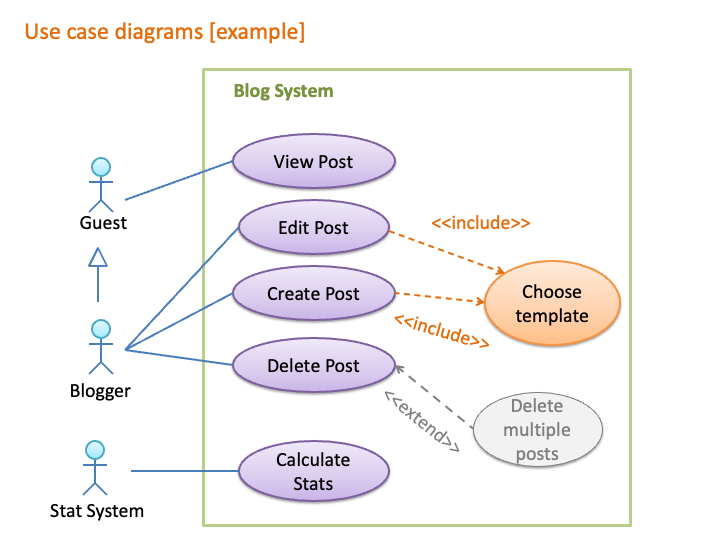 Use case diagrams [example]
Blog System
View Post
Guest
Edit Post
<<include>>
Create Post
Choose
template
<<include>>
Blogger
Delete Post
<<extend>>
Delete
multiple
posts
Stat System
Calculate
Stats